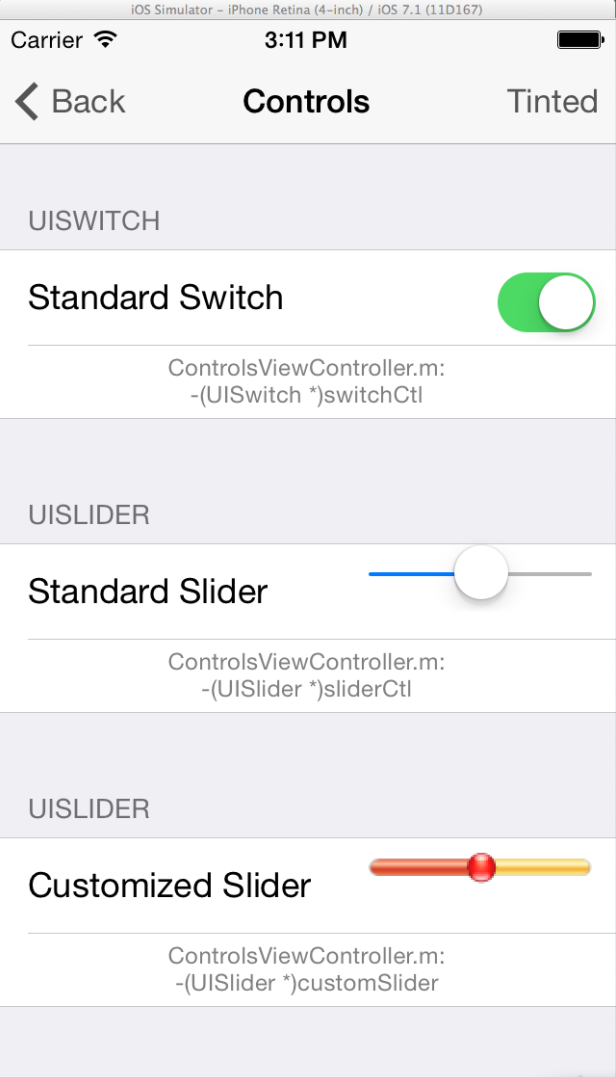 iOS Simulator – iPhone Retina (4-inch) / iOS 7.1 (11D167)
Carrier 3:11 PM
Back Controls Tinted
UISWITCH
Standard Switch
ControlsViewController.m:
-(UISwitch *)switchCtl
UISLIDER
Standard Slider
ControlsViewController.m:
-(UISlider *)sliderCtl
UISLIDER
Customized Slider
ControlsViewController.m:
-(UISlider *)customSlider